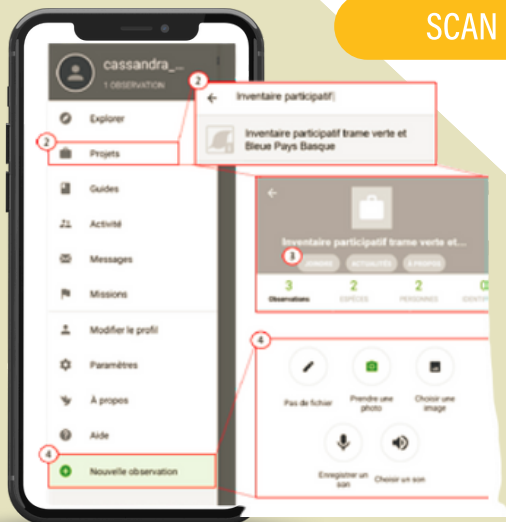 SCAN
cassandra_...
1 OBSERVATION
2
Inventaire participatif
Explorer
Inventaire participatif trame verte et
Bleue Pays Basque
2
Projets
Guides
Activité
Messages
Missions
Modifier le profil
Paramètres
À propos
Aide
4
Nouvelle observation
Inventaire participatif trame verte et...
3
JOINDRE
ACTUALITÉS
À PROPOS
3
2
2
Observations
ESPÈCES
PERSONNES
4
Pas de fichier
Prendre une
photo
Choisir une
image
Enregistrer un
son
Choisir un son